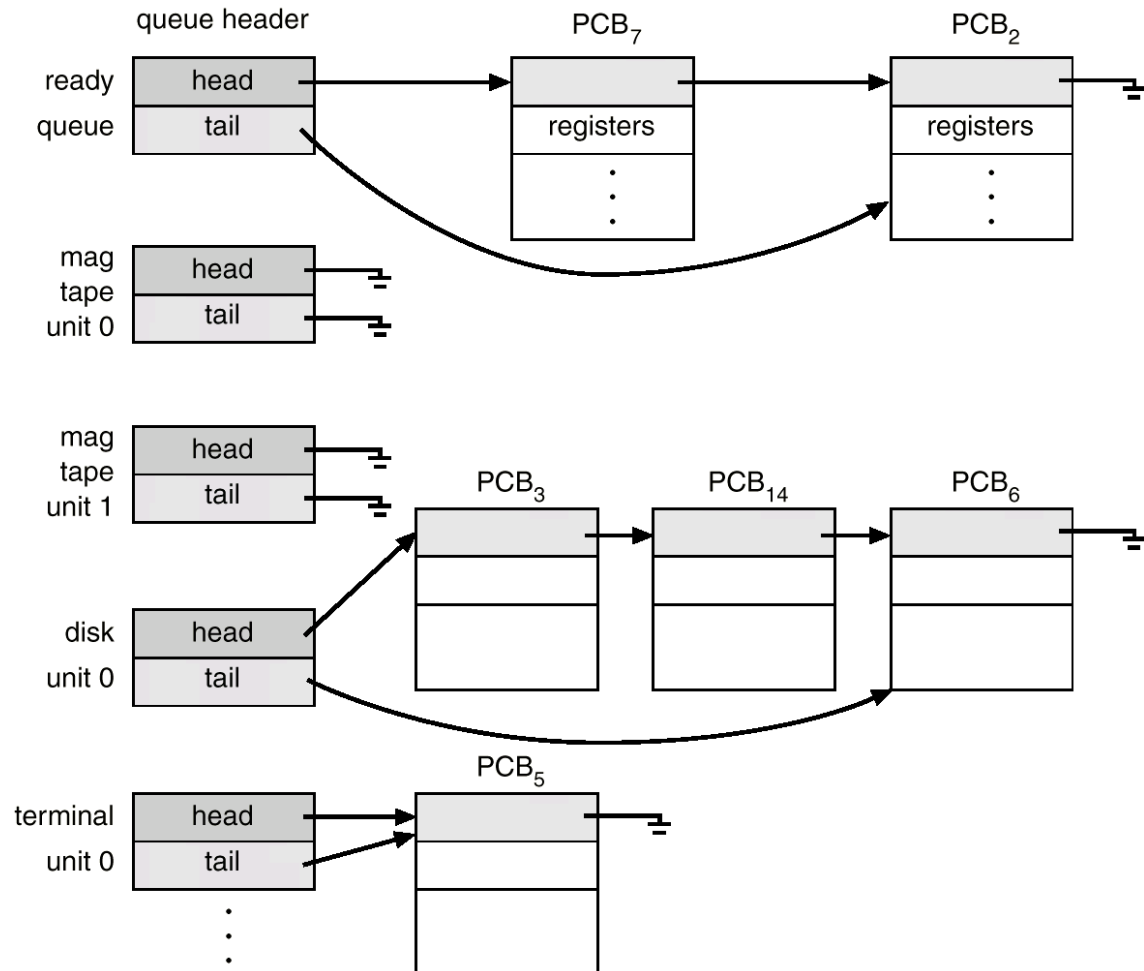 queue header
PCB7
PCB2
ready
queue
head
tail
registers
registers
mag
tape
unit 0
head
tail
mag
tape
unit 1
head
tail
PCB3
PCB14
PCB6
disk
unit 0
head
tail
PCB5
terminal
unit 0
head
tail